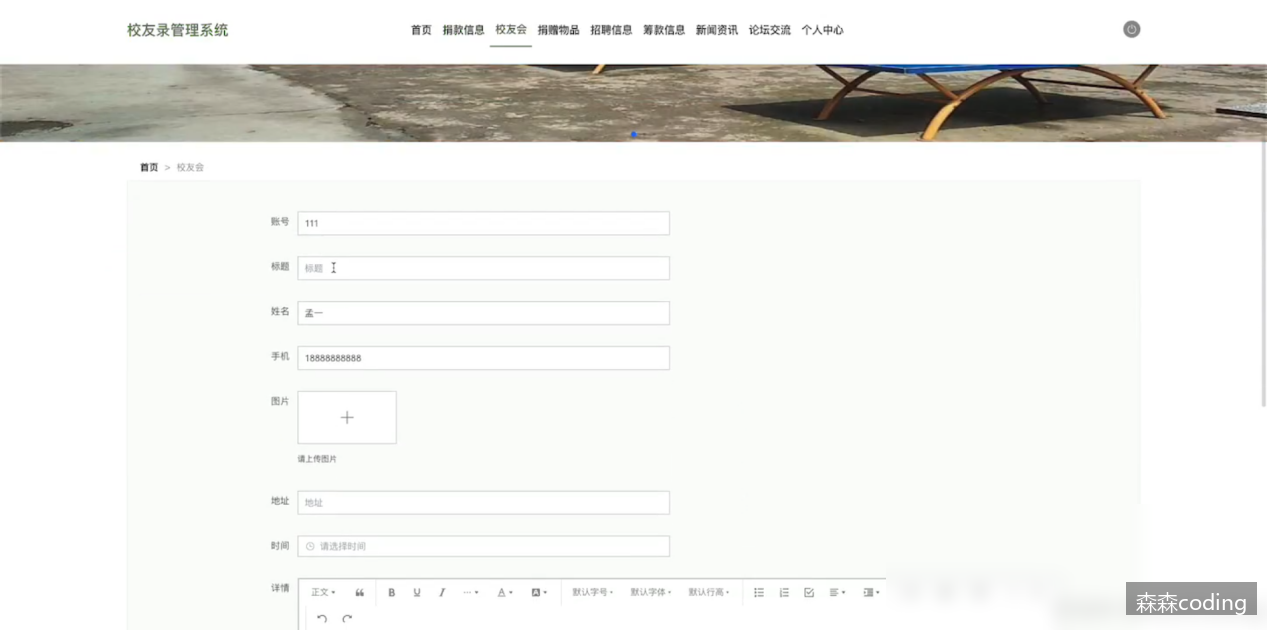 校友录管理系统
首页 捐款信息 校友会 捐赠物品 招聘信息 筹款信息 新闻资讯 论坛交流 个人中心
首页 > 校友会
账号 111
标题 标题
姓名 孟一
手机 18888888888
图片
请上传图片
地址 地址
时间 请选择时间
详情 正文 B U I ... A A 默认字号 默认字体 默认行高
森森coding